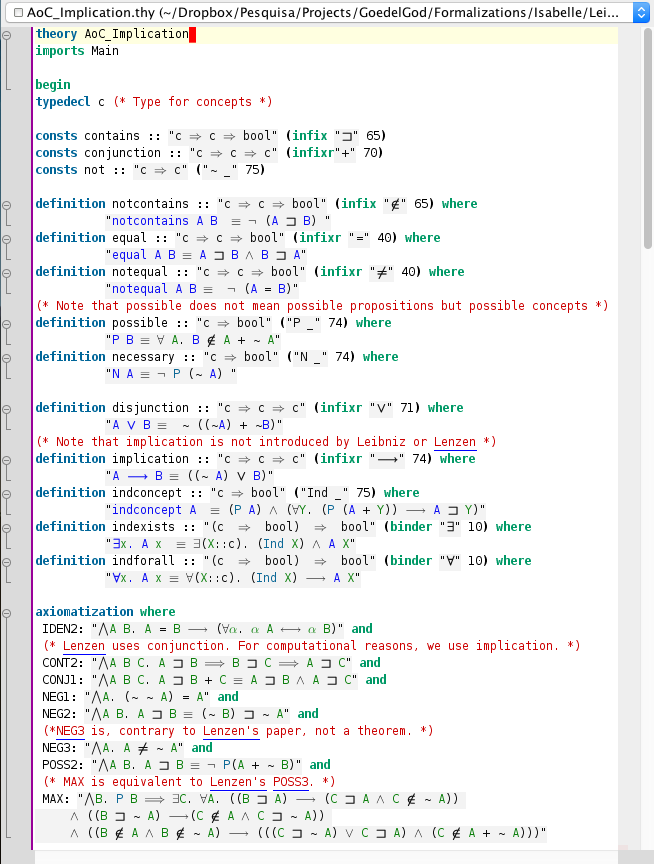 AoC_Implication.thy (~/Dropbox/Pesquisa/Projects/GoedelGod/Formalizations/Isabelle/Lei...
theory AoC_Implication
imports Main
begin
typedecl c (* Type for concepts *)
consts contains :: "c ⇒ c ⇒ bool" (infix "⊐" 65)
consts conjunction :: "c ⇒ c ⇒ c" (infixr"+" 70)
consts not :: "c ⇒ c" ("~ _" 75)
definition notcontains :: "c ⇒ c ⇒ bool" (infix "⋣" 65) where
"notcontains A B ≡ ¬ (A ⊐ B) "
definition equal :: "c ⇒ c ⇒ bool" (infixr "=" 40) where
"equal A B ≡ A ⊐ B ∧ B ⊐ A"
definition notequal :: "c ⇒ c ⇒ bool" (infixr "≠" 40) where
"notequal A B ≡ ¬ (A = B)"
(* Note that possible does not mean possible propositions but possible concepts *)
definition possible :: "c ⇒ bool" ("P _" 74) where
"P B ≡ ∀ A. B ⋣ A + ~ A"
definition necessary :: "c ⇒ bool" ("N _" 74) where
"N A ≡ ¬ P (~ A) "
definition disjunction :: "c ⇒ c ⇒ c" (infixr "∨" 71) where
"A ∨ B ≡ ~ ((~A) + ~B)"
(* Note that implication is not introduced by Leibniz or Lenzen *)
definition implication :: "c ⇒ c ⇒ c" (infixr "⟶" 74) where
"A ⟶ B ≡ ((~ A) ∨ B)"
definition indconcept :: "c ⇒ bool" ("Ind _" 75) where
"indconcept A ≡ (P A) ∧ (∀Y. (P (A + Y)) ⟶ A ⊐ Y)"
definition indexists :: "(c ⇒ bool) ⇒ bool" (binder "∃" 10) where
"∃x. A x ≡ ∃(X::c). (Ind X) ∧ A X"
definition indforall :: "(c ⇒ bool) ⇒ bool" (binder "∀" 10) where
"∀x. A x ≡ ∀(X::c). (Ind X) ⟶ A X"
axiomatization where
IDEN2: "⋀A B. A = B ⟶ (∀α. α A ⟷ α B)" and
(* Lenzen uses conjunction. For computational reasons, we use implication. *)
CONT2: "⋀A B C. A ⊐ B ⟹ B ⊐ C ⟹ A ⊐ C" and
CONJ1: "⋀A B C. A ⊐ B + C ≡ A ⊐ B ∧ A ⊐ C" and
NEG1: "⋀A. (~ ~ A) = A" and
NEG2: "⋀A B. A ⊐ B ≡ (~ B) ⊐ ~ A" and
(*NEG3 is, contrary to Lenzen's paper, not a theorem. *)
NEG3: "⋀A. A ≠ ~ A" and
POSS2: "⋀A B. A ⊐ B ≡ ¬ P(A + ~ B)" and
(* MAX is equivalent to Lenzen's POSS3. *)
MAX: "⋀B. P B ⟹ ∃C. ∀A. ((B ⊐ A) ⟶ (C ⊐ A ∧ C ⋣ ~ A))
∧ ((B ⊐ ~ A) ⟶(C ⋣ A ∧ C ⊐ ~ A))
∧ ((B ⋣ A ∧ B ⋣ ~ A) ⟶ (((C ⊐ ~ A) ∨ C ⊐ A) ∧ (C ⋣ A + ~ A)))"